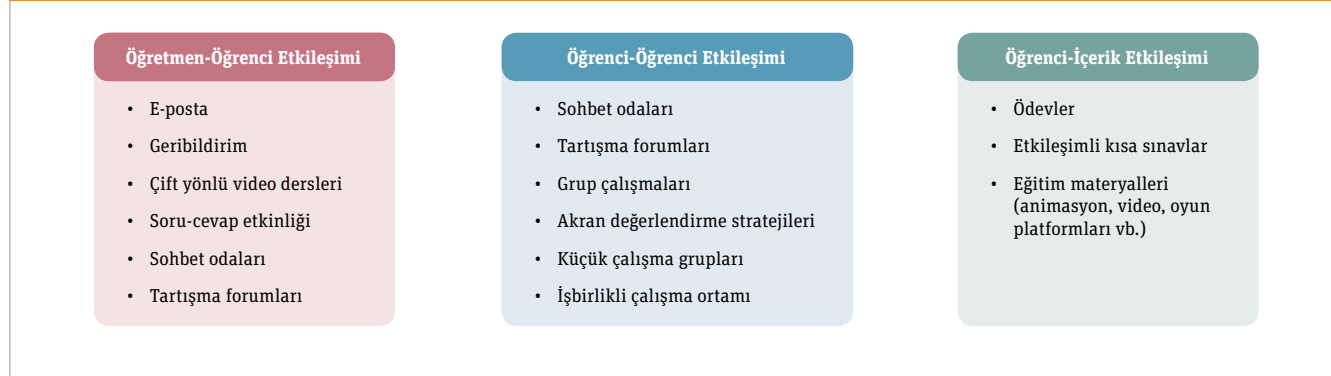 Öğretmen-Öğrenci Etkileşimi
• E-posta
• Geribildirim
• Çift yönlü video dersleri
• Soru-cevap etkinliği
• Sohbet odaları
• Tartışma forumları
Öğrenci-Öğrenci Etkileşimi
• Sohbet odaları
• Tartışma forumları
• Grup çalışmaları
• Akran değerlendirme stratejileri
• Küçük çalışma grupları
• İşbirlikli çalışma ortamı
Öğrenci-İçerik Etkileşimi
• Ödevler
• Etkileşimli kısa sınavlar
• Eğitim materyalleri
(animasyon, video, oyun
platformları vb.)